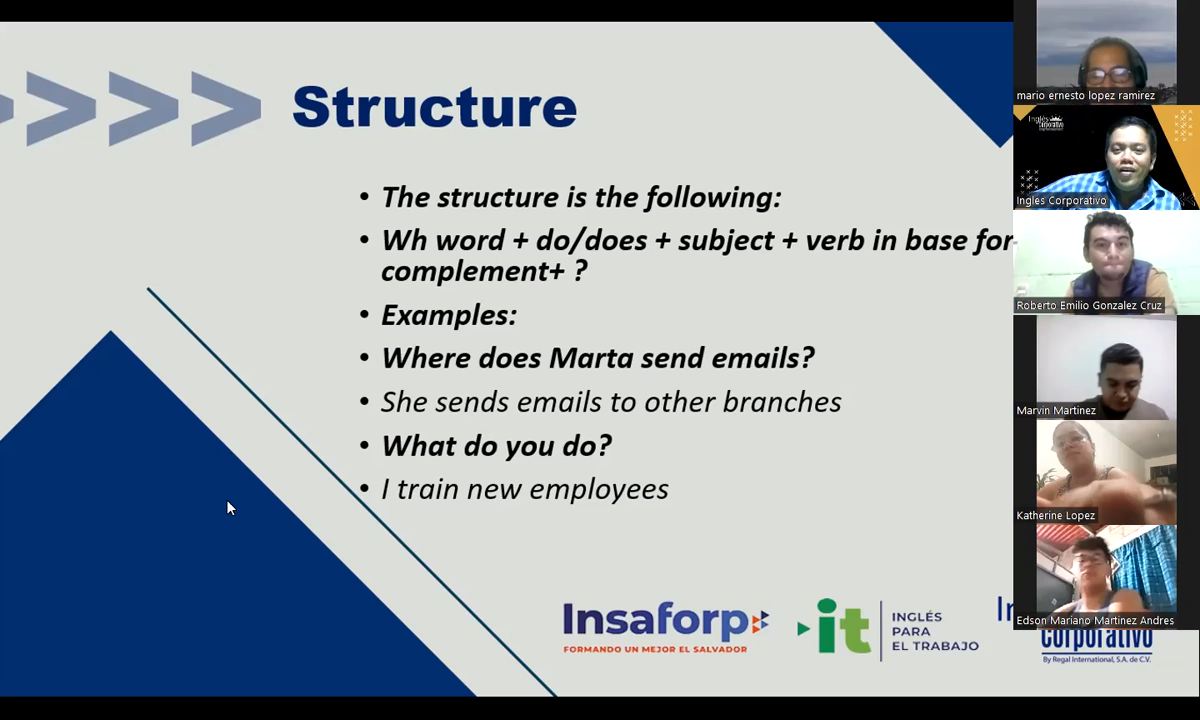 Structure
• The structure is the following:
• Wh word + do/does + subject + verb in base for
complement+ ?
• Examples:
• Where does Marta send emails?
• She sends emails to other branches
• What do you do?
• I train new employees
Insaforp
FORMANDO UN MEJOR EL SALVADOR
it
INGLÉS
PARA
EL TRABAJO
corporativo
By Regal International, S.A. de C.V.
mario ernesto lopez ramirez
Inglés
corporativo
Ingles Corporativo
Roberto Emilio Gonzalez Cruz
Marvin Martinez
Katherine Lopez
Edson Mariano Martinez Andres